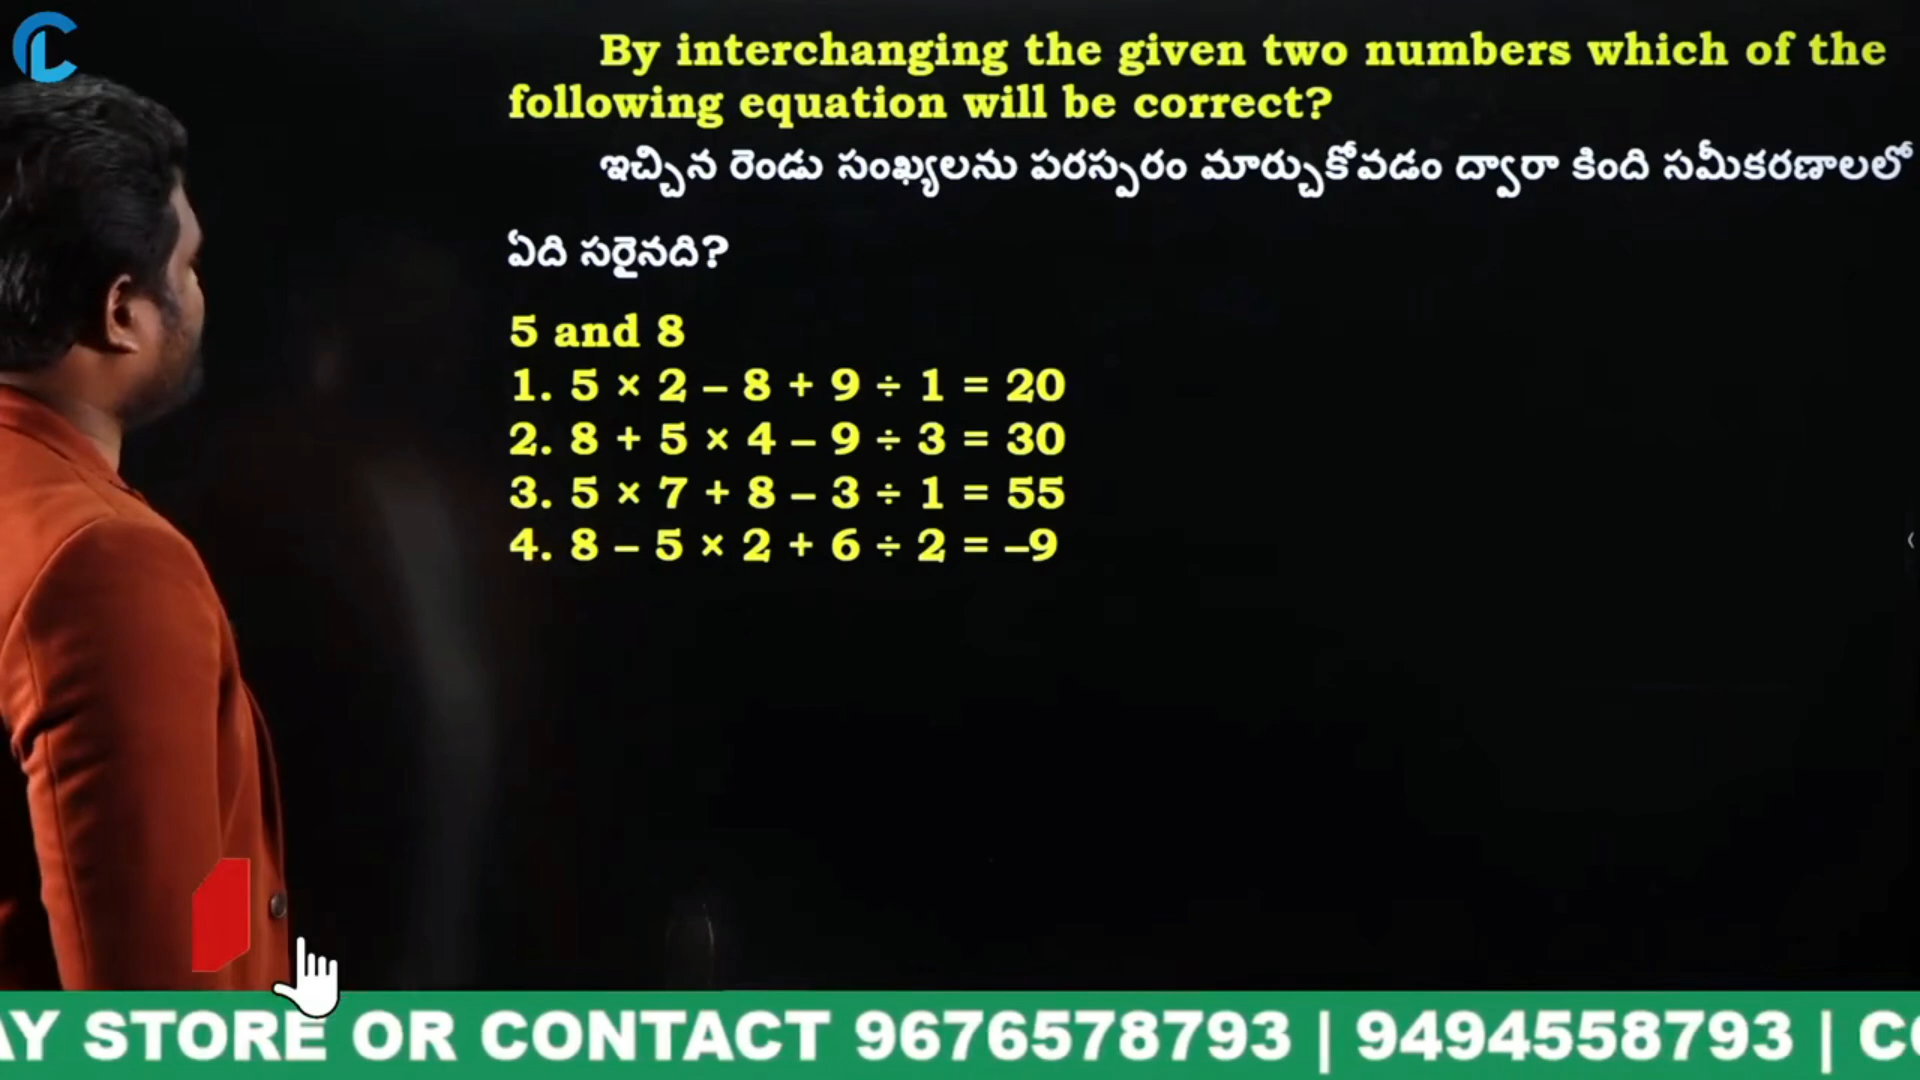 By interchanging the given two numbers which of the
following equation will be correct?
ఇచ్చిన రెండు సంఖ్యలను పరస్పరం మార్చుకోవడం ద్వారా కింది సమీకరణాలలో
ఏది సరైనది?
5 and 8
1. 5 × 2 – 8 + 9 ÷ 1 = 20
2. 8 + 5 × 4 – 9 ÷ 3 = 30
3. 5 × 7 + 8 – 3 ÷ 1 = 55
4. 8 – 5 × 2 + 6 ÷ 2 = –9
AY STORE OR CONTACT 9676578793 | 9494558793 | CO